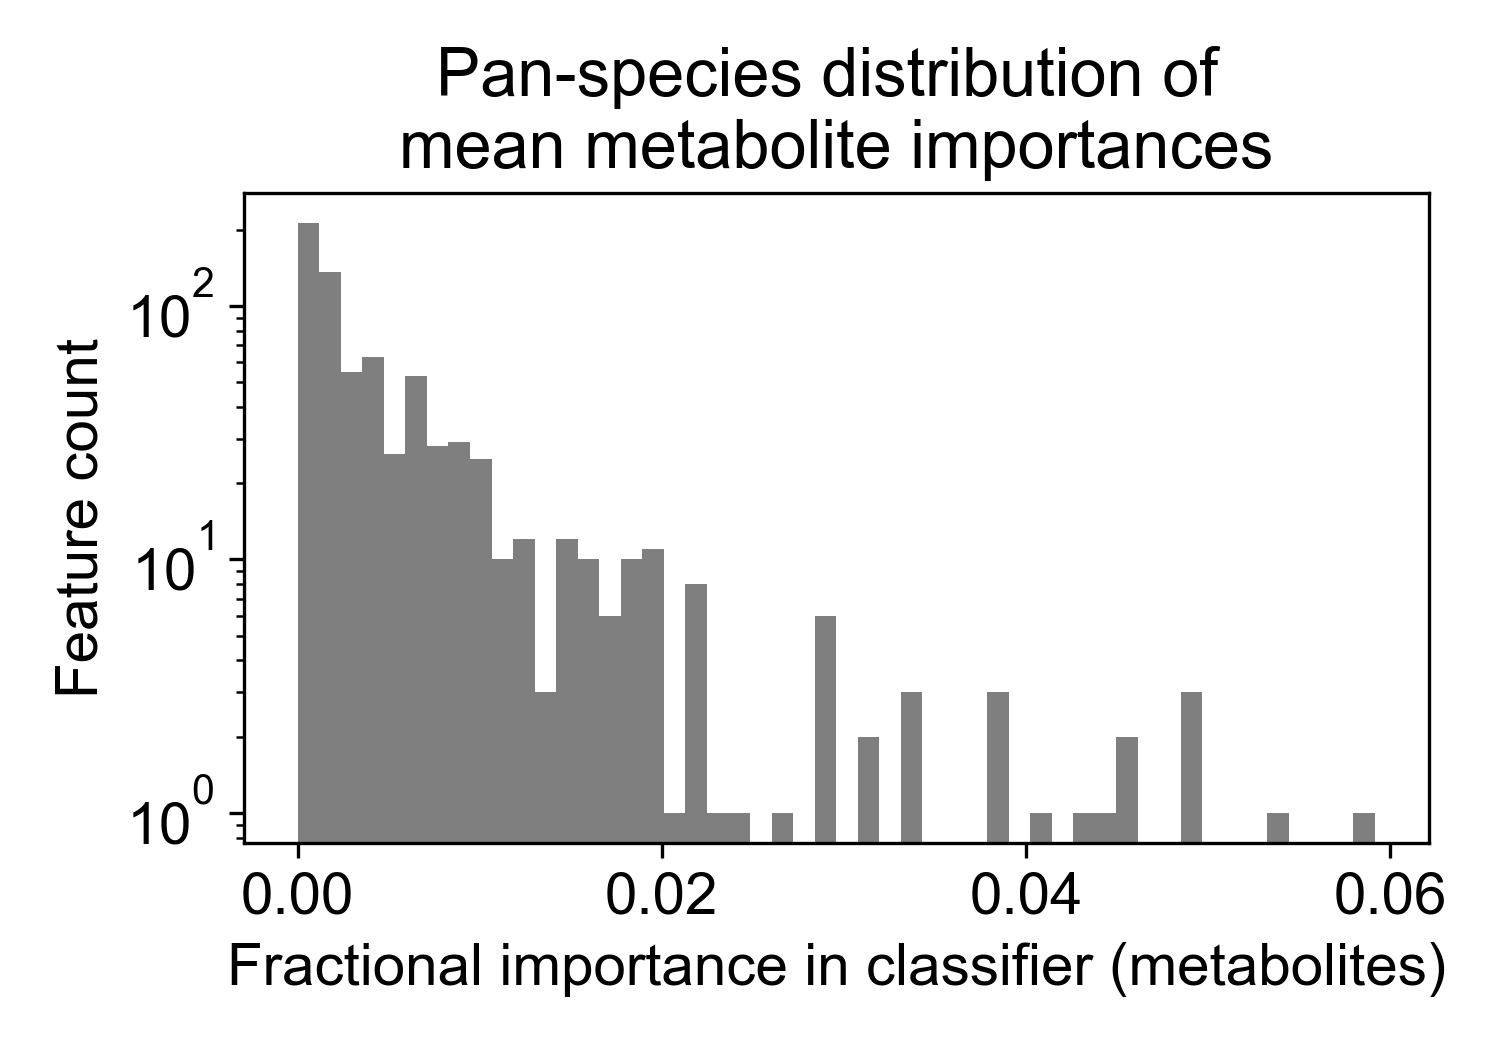 Pan-species distribution of
mean metabolite importances
Feature count
10^2
10^1
10^0
0.00 0.02 0.04 0.06
Fractional importance in classifier (metabolites)